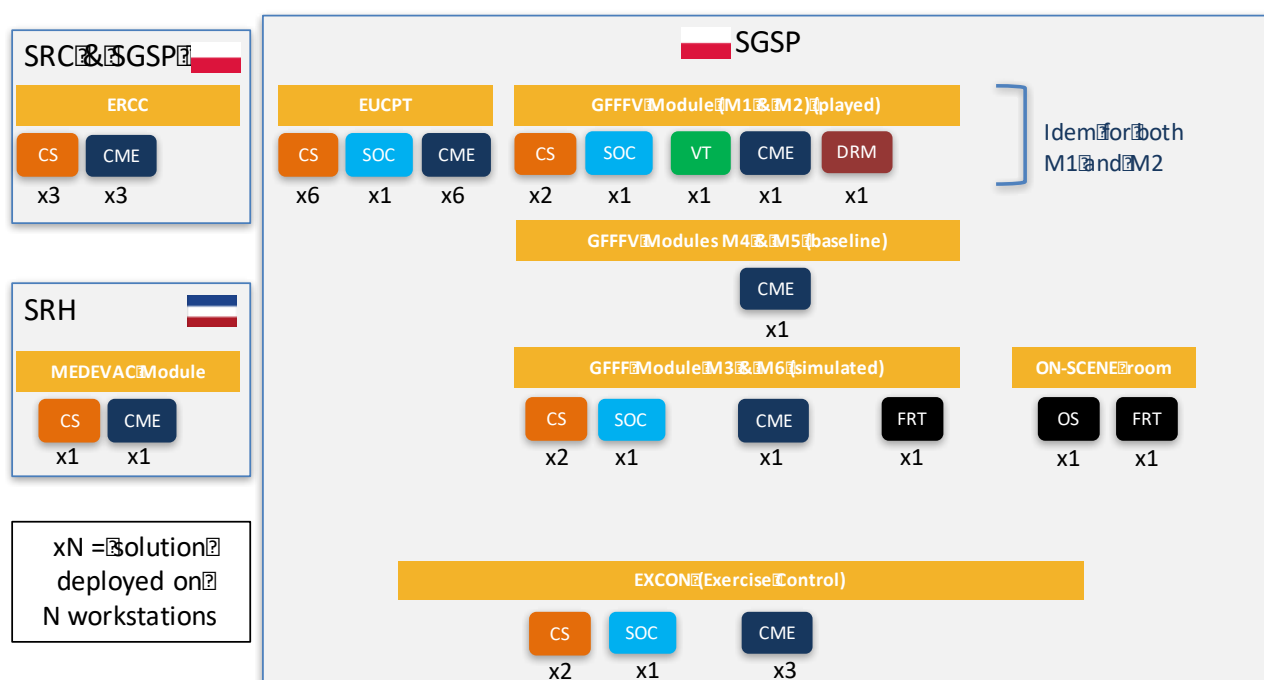 SRC & SGSP
ERCC
CS
CME
x3
x3
SRH
MEDEVAC Module
CS
CME
x1
x1
xN = solution
deployed on
N workstations
SGSP
EUCPT
CS
SOC
CME
x6
x1
x6
GFFFV Module (M1 & M2) (played)
CS
SOC
VT
CME
DRM
x2
x1
x1
x1
x1
Idem for both
M1 and M2
GFFFV Modules M4 & M5 (baseline)
CME
x1
GFFF Module M3 & M6 (simulated)
CS
SOC
CME
FRT
x2
x1
x1
x1
ON-SCENE room
OS
FRT
x1
x1
EXCON (Exercise Control)
CS
SOC
CME
x2
x1
x3